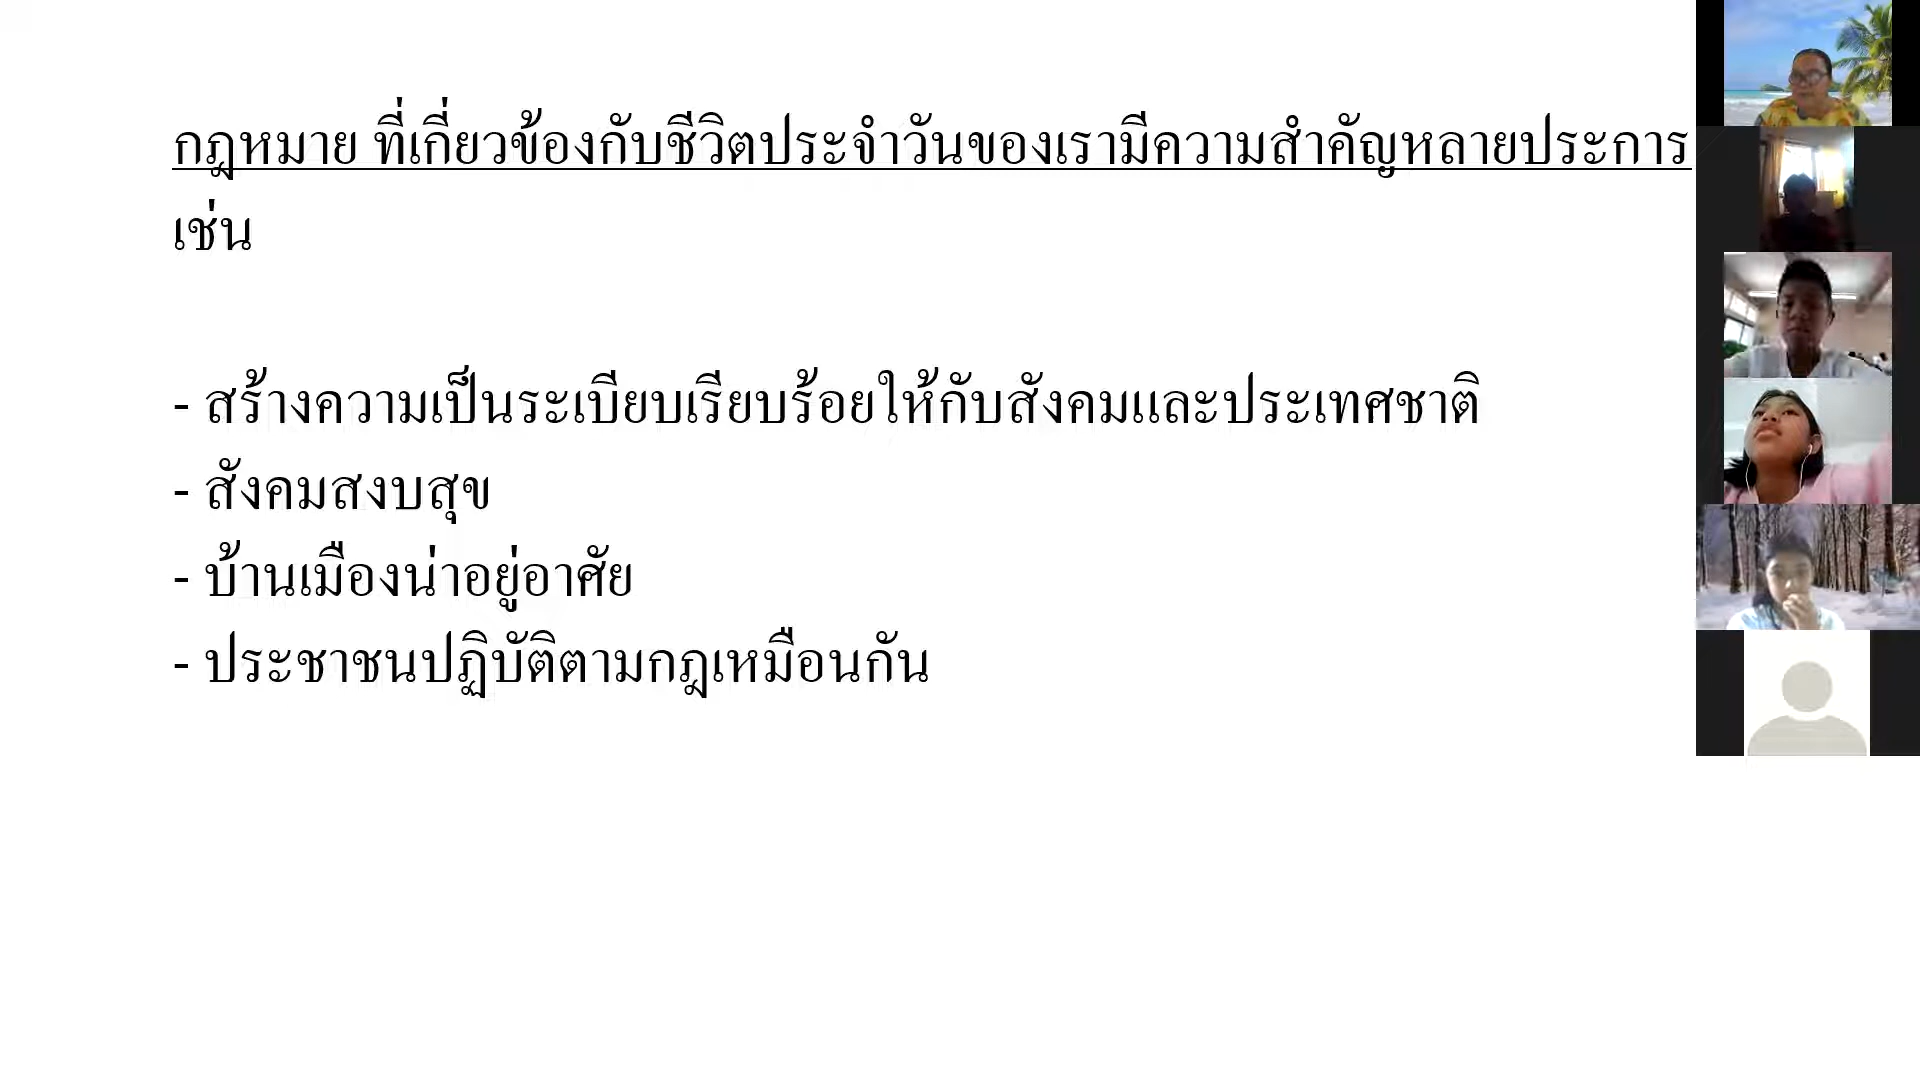 กฎหมาย ที่เกี่ยวข้องกับชีวิตประจำวันของเรามีความสำคัญหลายประการ
เช่น
- สร้างความเป็นระเบียบเรียบร้อยให้กับสังคมและประเทศชาติ
- สังคมสงบสุข
- บ้านเมืองน่าอยู่อาศัย
- ประชาชนปฏิบัติตามกฎเหมือนกัน